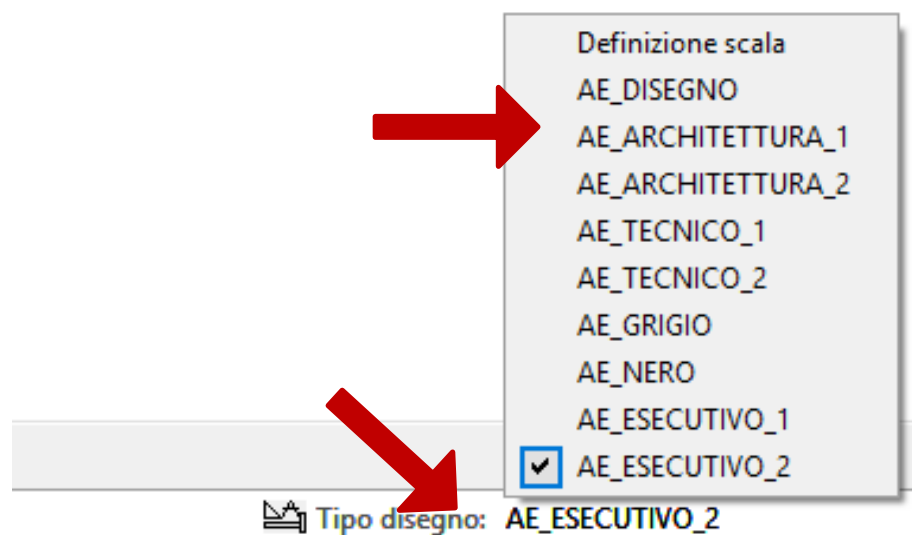 Definizione scala
AE_DISEGNO
AE_ARCHITETTURA_1
AE_ARCHITETTURA_2
AE_TECNICO_1
AE_TECNICO_2
AE_GRIGIO
AE_NERO
AE_ESECUTIVO_1
AE_ESECUTIVO_2
Tipo disegno: AE_ESECUTIVO_2